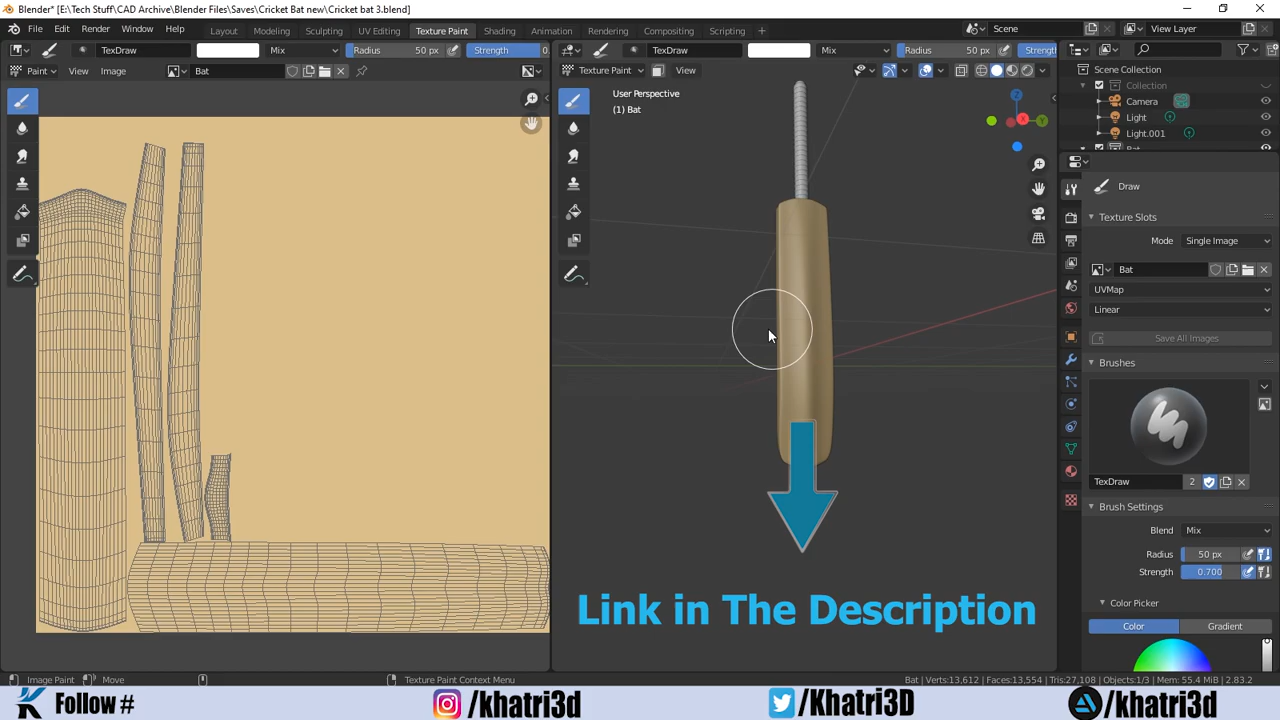 Blender* [E:\Tech Stuff\CAD Archive\Blender Files\Saves\Cricket Bat new\Cricket bat 3.blend]
File Edit Render Window Help Layout Modeling Sculpting UV Editing Texture Paint Shading Animation Rendering Compositing Scripting + Scene View Layer
TexDraw Mix Radius 50 px Strength 0. TexDraw Mix Radius 50 px Strengt
Paint View Image Bat Texture Paint View
Scene Collection
Collection
Camera
Light
Light.001
User Perspective
(1) Bat
X
Y
Z
Draw
Texture Slots
Mode Single Image
Bat
UVMap
Linear
Save All Images
Brushes
TexDraw 2
Brush Settings
Blend Mix
Radius 50 px
Strength 0.700
Color Picker
Color Gradient
Link in The Description
Image Paint Move Texture Paint Context Menu Bat | Verts:13,612 | Faces:13,554 | Tris:27,108 | Objects:1/3 | Mem: 55.4 MiB | 2.83.2
Follow # /khatri3d /Khatri3D /khatri3d